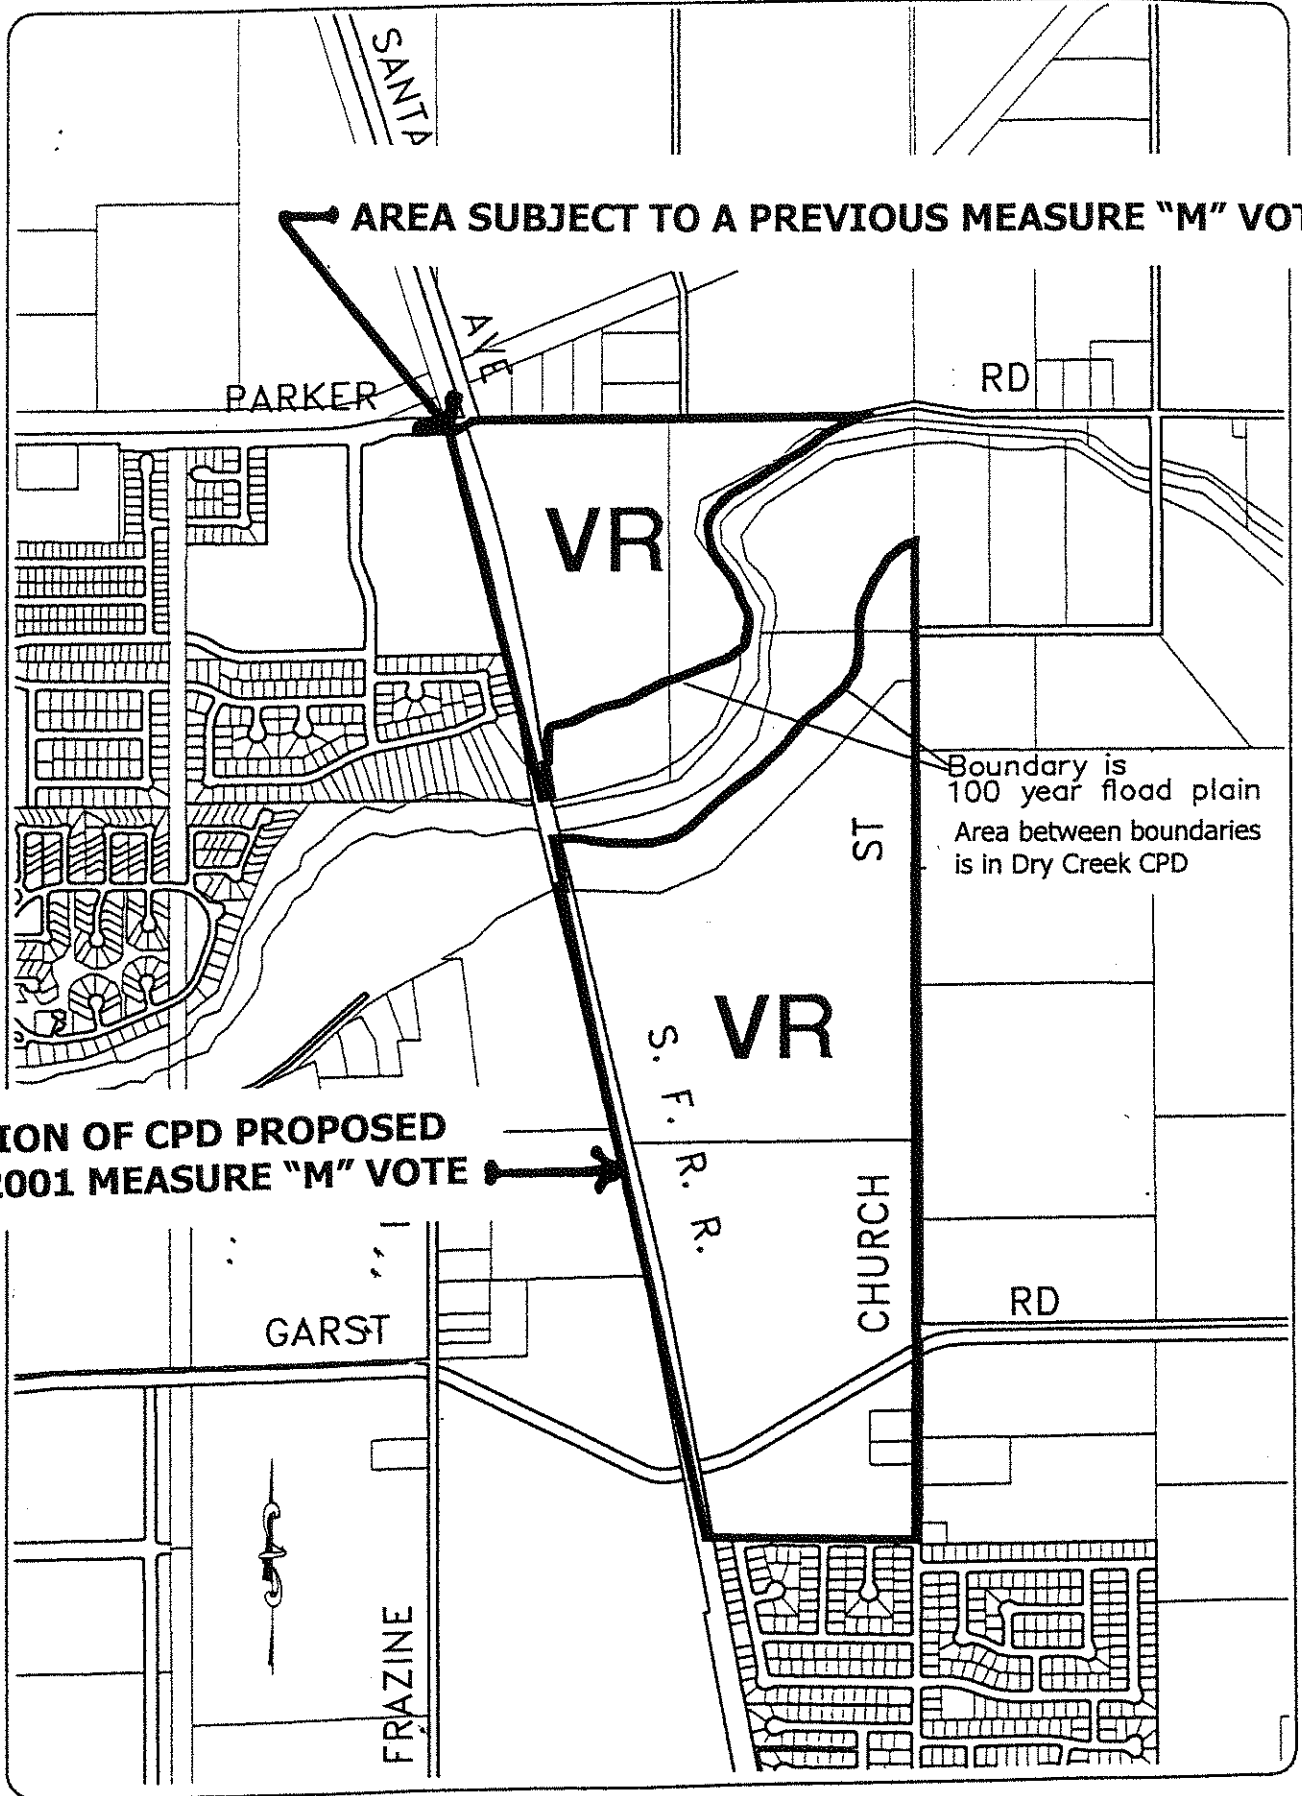 SANTA
AREA SUBJECT TO A PREVIOUS MEASURE “M” VOT
AVE
PARKER
RD
VR
Boundary is
100 year fload plain
Area between boundaries
is in Dry Creek CPD
ST
VR
S. F. R. R.
ION OF CPD PROPOSED
2001 MEASURE “M” VOTE
CHURCH
RD
GARST
FRAZINE